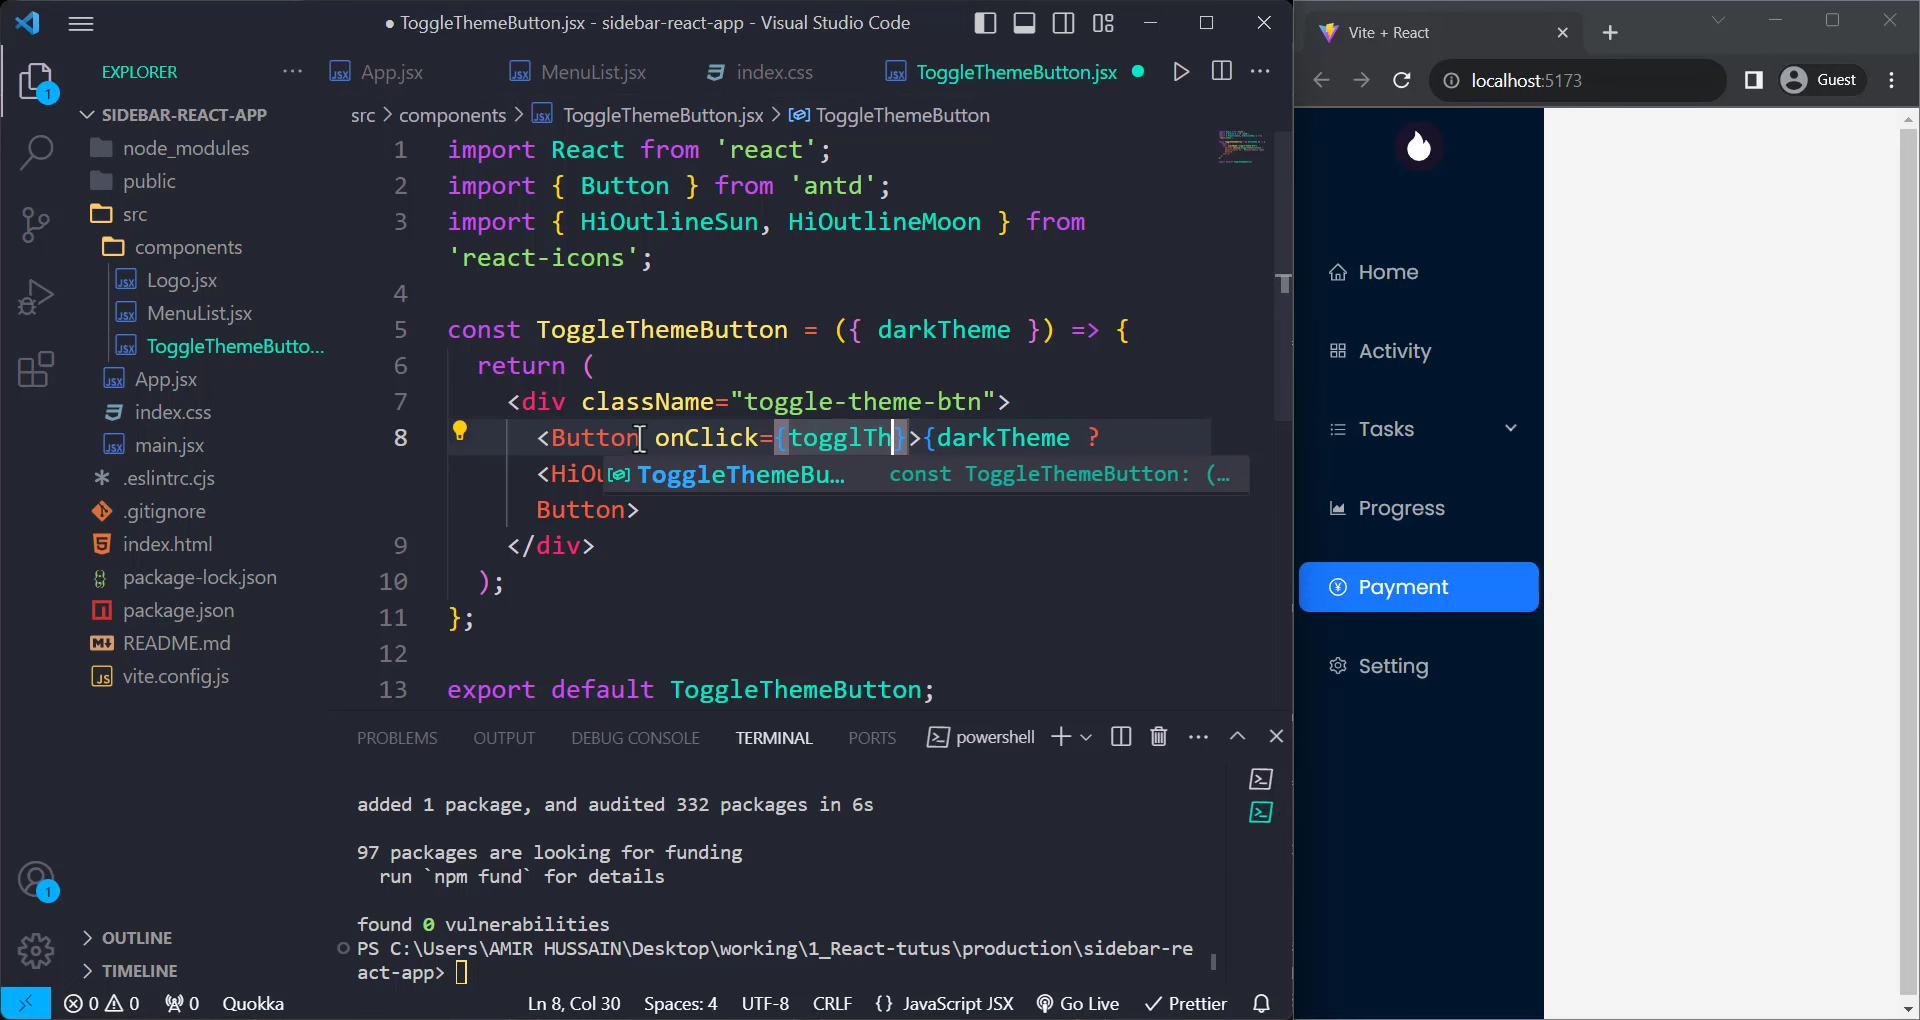 ToggleThemeButton.jsx - sidebar-react-app - Visual Studio Code
EXPLORER
App.jsx
MenuList.jsx
index.css
ToggleThemeButton.jsx
SIDEBAR-REACT-APP
node_modules
public
src
components
Logo.jsx
MenuList.jsx
ToggleThemeButto...
App.jsx
index.css
main.jsx
.eslintrc.cjs
.gitignore
index.html
package-lock.json
package.json
README.md
vite.config.js
OUTLINE
TIMELINE
src > components > ToggleThemeButton.jsx > ToggleThemeButton
1 import React from 'react';
2 import { Button } from 'antd';
3 import { HiOutlineSun, HiOutlineMoon } from
'react-icons';
4
5 const ToggleThemeButton = ({ darkTheme }) => {
6 return (
7 <div className="toggle-theme-btn">
8 <Button onClick={togglTh}>{darkTheme ?
<HiOu
ToggleThemeBu... const ToggleThemeButton: (...
Button>
9 </div>
10 );
11 };
12
13 export default ToggleThemeButton;
PROBLEMS OUTPUT DEBUG CONSOLE TERMINAL PORTS powershell
added 1 package, and audited 332 packages in 6s
97 packages are looking for funding
run `npm fund` for details
found 0 vulnerabilities
PS C:\Users\AMIR HUSSAIN\Desktop\working\1_React-tutus\production\sidebar-re
act-app>
0 0 0 Quokka Ln 8, Col 30 Spaces: 4 UTF-8 CRLF {} JavaScript JSX Go Live Prettier
1
1
Vite + React
localhost:5173
Guest
Home
Activity
Tasks
Progress
Payment
Setting